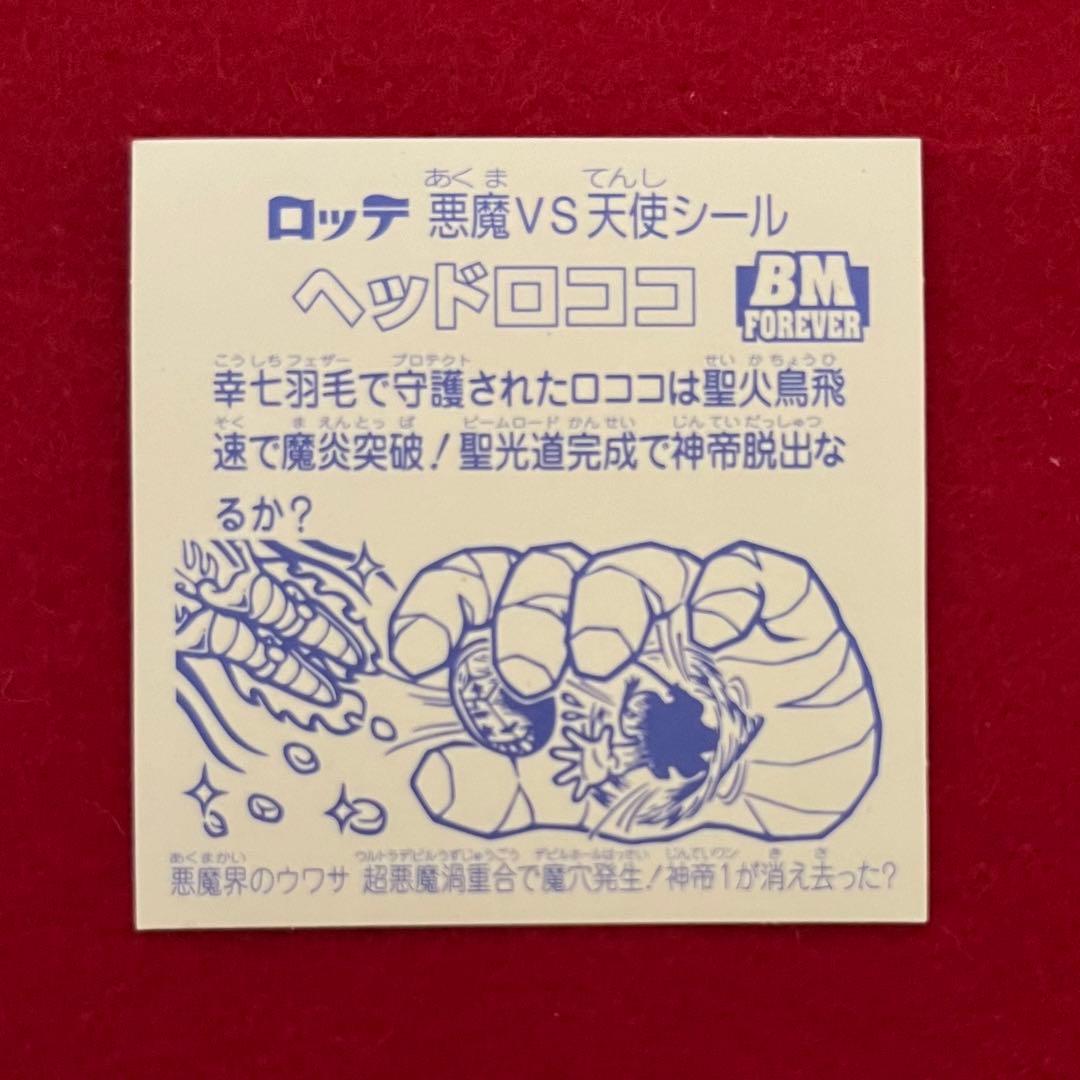 あくま てんし
ロッテ 悪魔VS天使シール
ヘッドロココ
BM
FOREVER
こうしちフェザー プロテクト せいかちょうひ
幸七羽毛で守護されたロココは聖火鳥飛
そく まえんとっぱ ビームロードかんせい じんていだっしゅつ
速で魔炎突破!聖光道完成で神帝脱出な
るか?
あくまかい ウルトラデビルうずじゅうごう デビルホールはっせい じんていワン きさ
悪魔界のウワサ 超悪魔渦重合で魔穴発生!神帝1が消え去った?